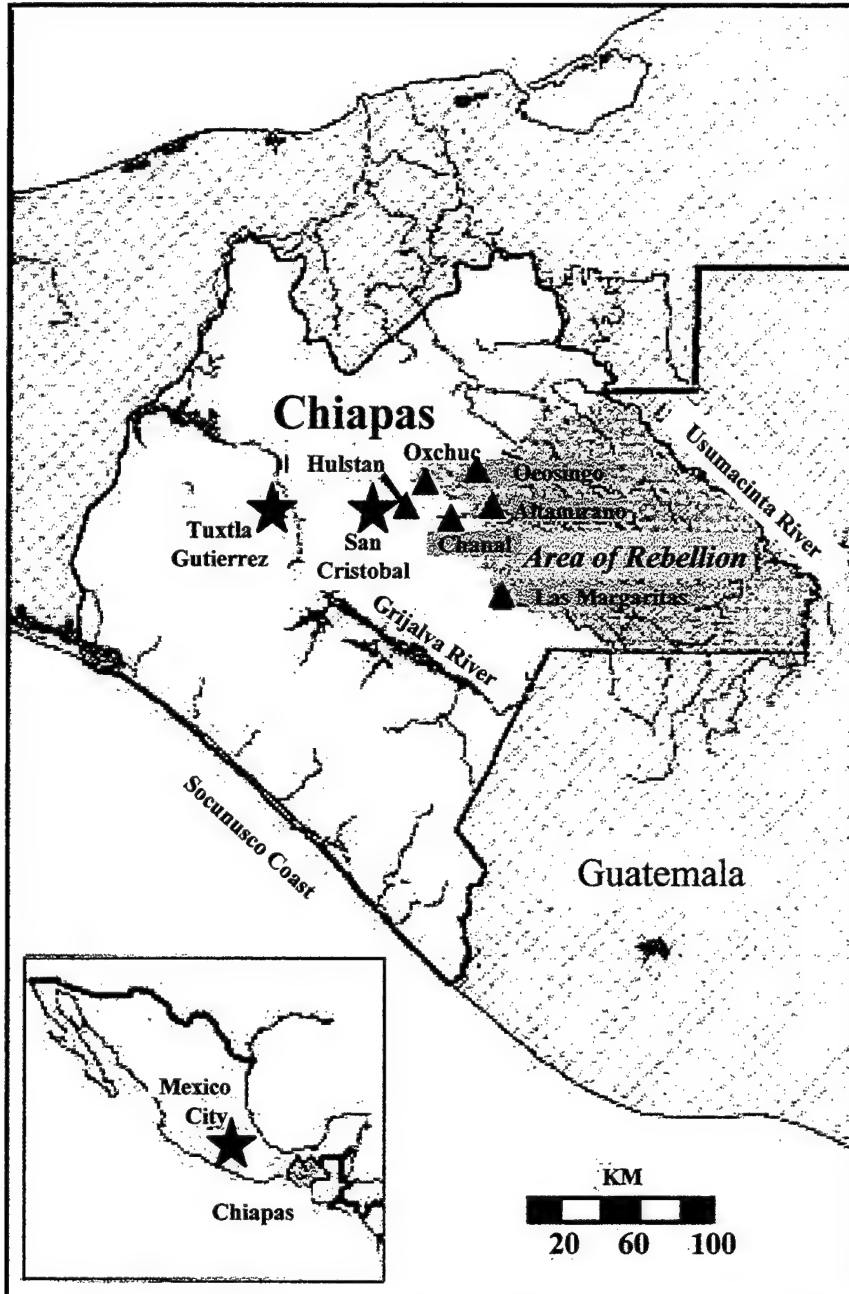 Chiapas
Oxchuc
Hulstan
Ocosingo
Usumacinta River
Altamirano
Tuxtla
Gutierrez
San
Cristobal
Chanal
Area of Rebellion
Las Margaritas
Grijalva River
Socunusco Coast
Guatemala
Mexico
City
Chiapas
KM
20 60 100